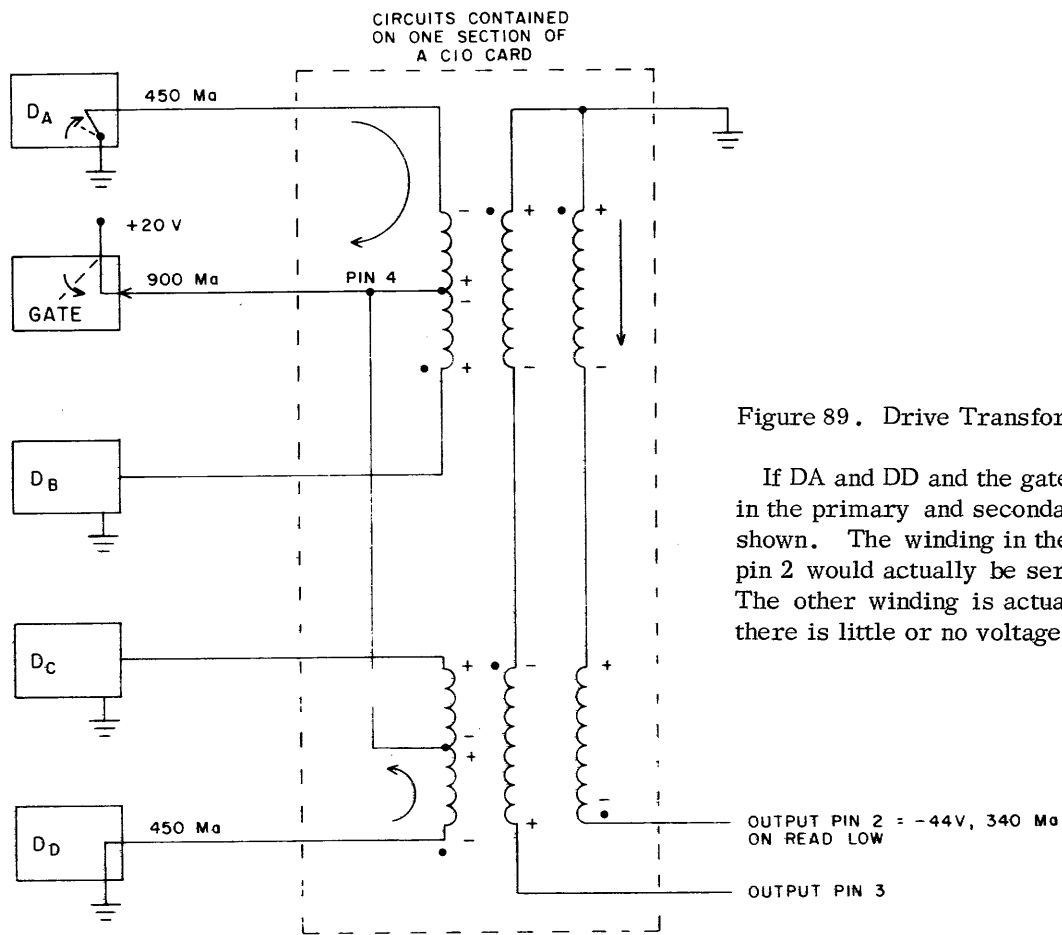 CIRCUITS CONTAINED
ON ONE SECTION OF
A C10 CARD
DA
450 Ma
+20 V
900 Ma
PIN 4
GATE
DB
DC
DD
450 Ma
- + + 
+
-
+ - -
+ - +
-
+
- + -
OUTPUT PIN 2 = -44V, 340 Ma
ON READ LOW
OUTPUT PIN 3
Figure 89. Drive Transfor
If DA and DD and the gate
in the primary and seconda
shown. The winding in the
pin 2 would actually be ser
The other winding is actua
there is little or no voltage